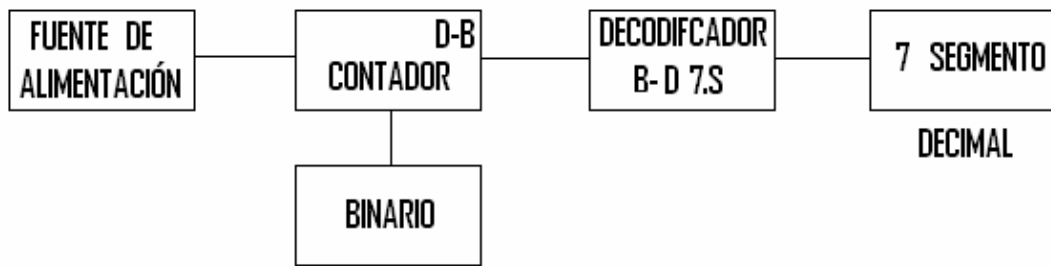 FUENTE DE
ALIMENTACIÓN
D-B
CONTADOR
DECODIFCADOR
B-D 7.S
7 SEGMENTO
DECIMAL
BINARIO